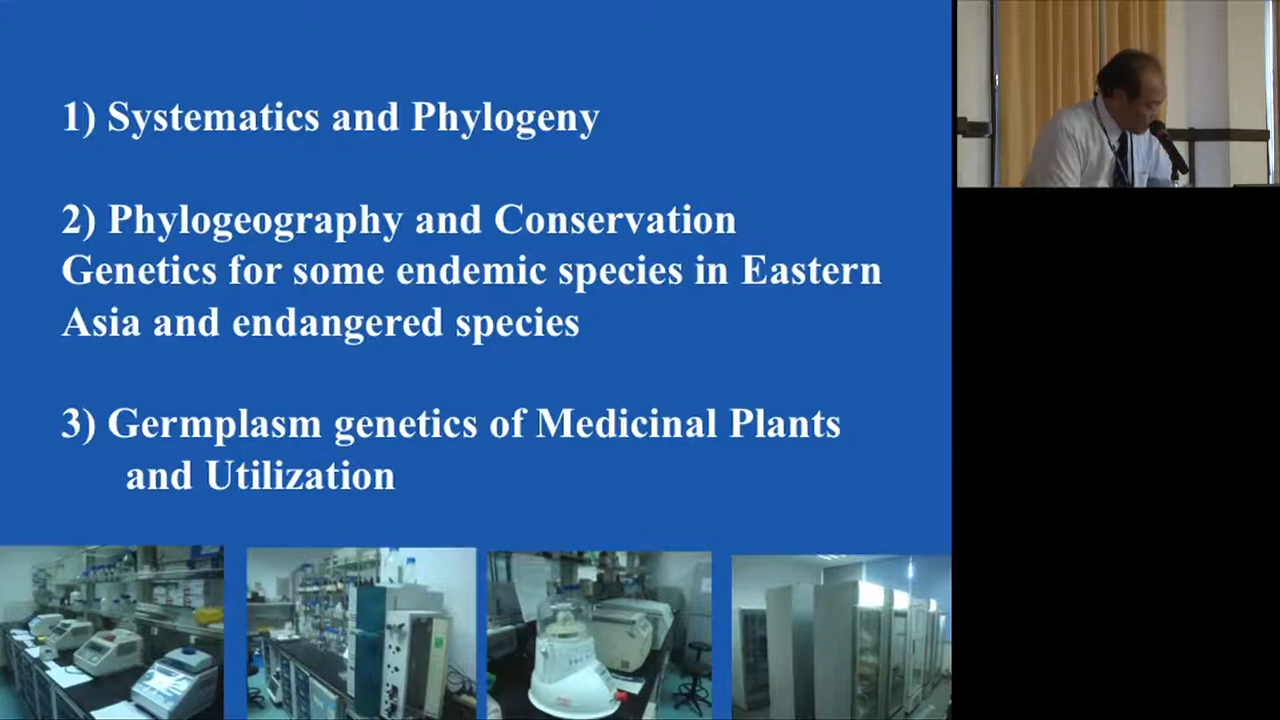 1) Systematics and Phylogeny
2) Phylogeography and Conservation
Genetics for some endemic species in Eastern
Asia and endangered species
3) Germplasm genetics of Medicinal Plants
and Utilization